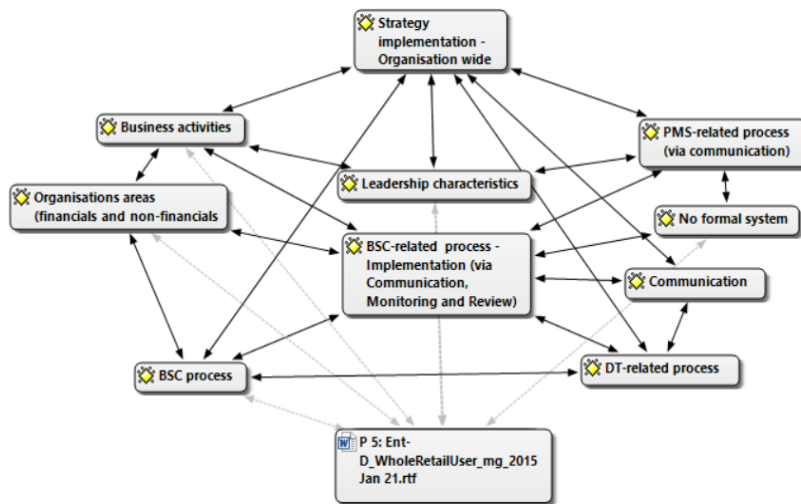 Strategy
implementation -
Organisation wide
Business activities
PMS-related process
(via communication)
Leadership characteristics
Organisations areas
(financials and non-financials
No formal system
BSC-related process -
Implementation (via
Communication,
Monitoring and Review)
Communication
BSC process
DT-related process
P 5: Ent-
D_WholeRetailUser_mg_2015
Jan 21.rtf